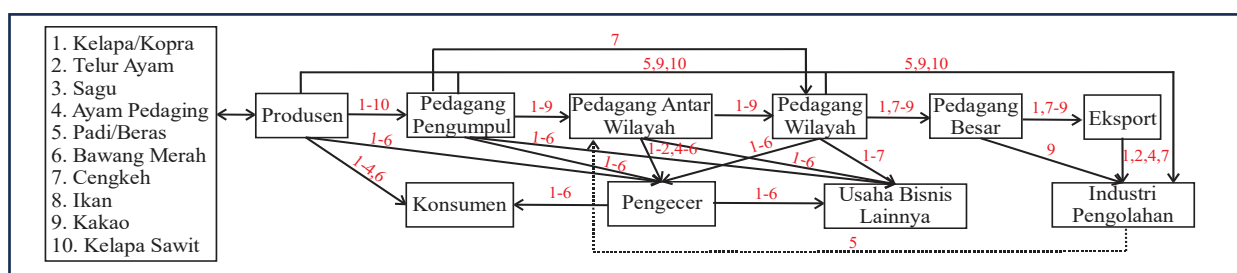 1. Kelapa/Kopra
2. Telur Ayam
3. Sagu
4. Ayam Pedaging
5. Padi/Beras
6. Bawang Merah
7. Cengkeh
8. Ikan
9. Kakao
10. Kelapa Sawit
7
5,9,10
5,9,10
Produsen
1-10
Pedagang
Pengumpul
1-9
Pedagang Antar
Wilayah
1-9
Pedagang
Wilayah
1,7-9
Pedagang
Besar
1,7-9
Eksport
1-6
1-4,6
1-6
1-6
1-2,4-6
1-6
1-6
1-7
9
1,2,4,7
Konsumen
1-6
Pengecer
1-6
Usaha Bisnis
Lainnya
Industri
Pengolahan
5